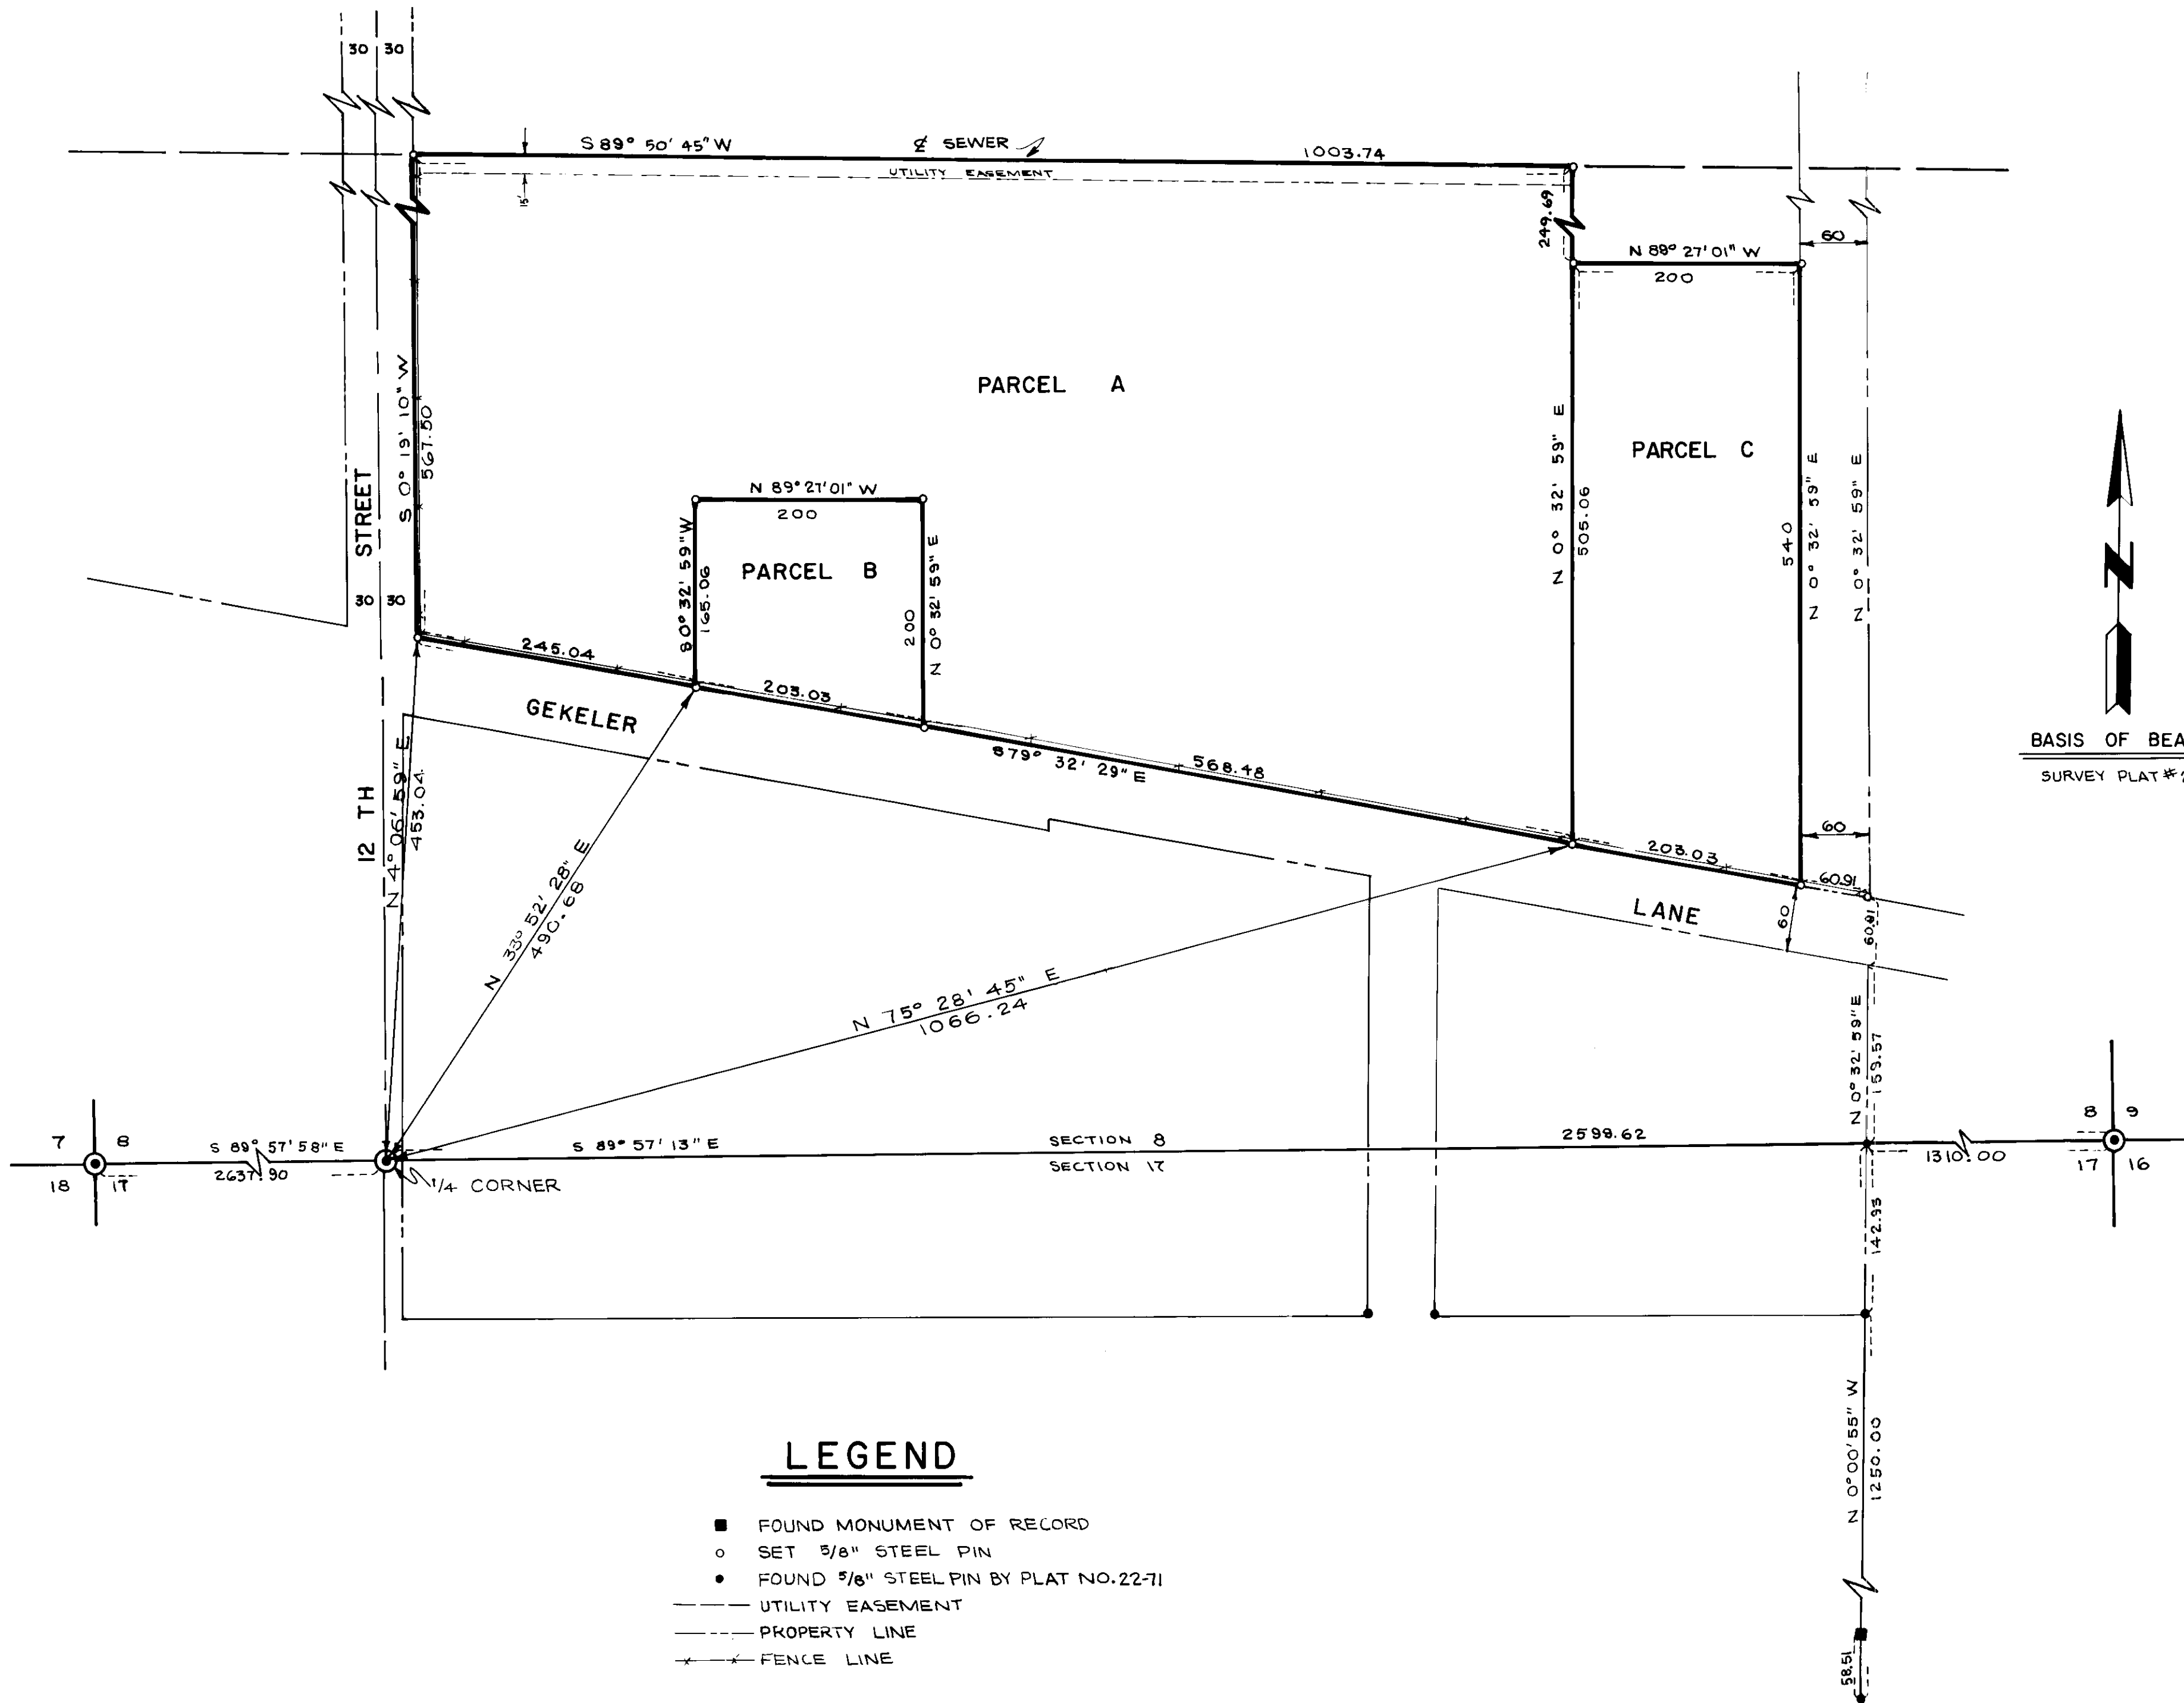 30 30
S 89° 50' 45" W
SEWER
1003.74
UTILITY EASEMENT
15'
249.69
60
N 89° 27' 01" W
200
PARCEL A
S 0° 19' 10" W
567.50
N 0° 32' 59" E
505.06
PARCEL C
540
N 0° 32' 59" E
N 0° 32' 59" E
N 89° 27' 01" W
200
S 0° 32' 59" W
165.06
PARCEL B
200
N 0° 32' 59" E
12 TH STREET
30 30
245.04
203.03
GEKELER
S79° 32' 29" E
568.48
203.03
60
60.91
LANE
60
60.91
N
BASIS OF BEA
SURVEY PLAT #
N 4° 06' 59" E
453.04
N 33° 52' 28" E
490.68
N 75° 28' 45" E
1066.24
N 0° 32' 59" E
159.57
7 8
18 17
S 89° 57' 58" E
2637.90
1/4 CORNER
S 89° 57' 13" E
SECTION 8
SECTION 17
2599.62
1310.00
8 9
17 16
142.93
N 0° 00' 55" W
1250.00
58.51
LEGEND
FOUND MONUMENT OF RECORD
SET 5/8" STEEL PIN
FOUND 5/8" STEEL PIN BY PLAT NO. 22-71
UTILITY EASEMENT
PROPERTY LINE
FENCE LINE